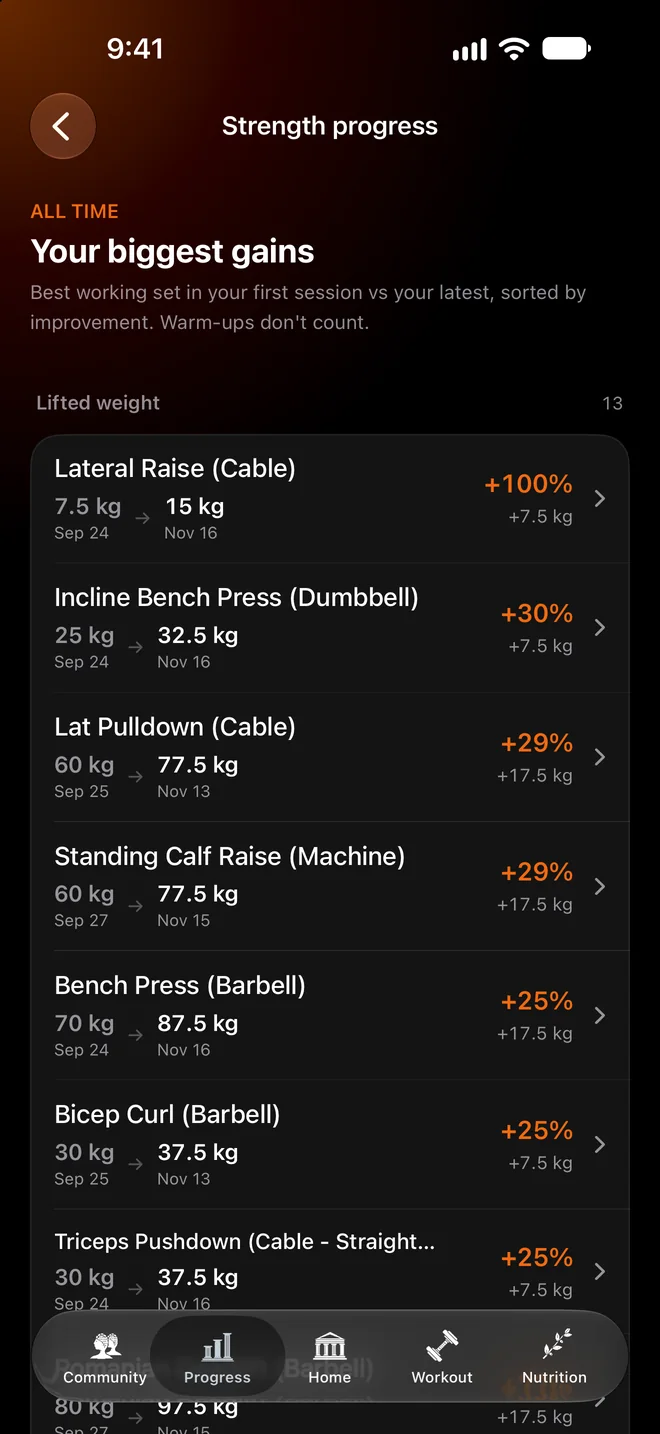 9:41
Strength progress
ALL TIME
Your biggest gains
Best working set in your first session vs your latest, sorted by
improvement. Warm-ups don't count.
Lifted weight
13
Lateral Raise (Cable)
7.5 kg → 15 kg
Sep 24
Nov 16
+100%
+7.5 kg
Incline Bench Press (Dumbbell)
25 kg → 32.5 kg
Sep 24
Nov 16
+30%
+7.5 kg
Lat Pulldown (Cable)
60 kg → 77.5 kg
Sep 25
Nov 13
+29%
+17.5 kg
Standing Calf Raise (Machine)
60 kg → 77.5 kg
Sep 27
Nov 15
+29%
+17.5 kg
Bench Press (Barbell)
70 kg → 87.5 kg
Sep 24
Nov 16
+25%
+17.5 kg
Bicep Curl (Barbell)
30 kg → 37.5 kg
Sep 25
Nov 13
+25%
+7.5 kg
Triceps Pushdown (Cable - Straight...
30 kg → 37.5 kg
Sep 24
Nov 16
+25%
+7.5 kg
Romanian (Barbell)
Community
Progress
Home
Workout
Nutrition
80 kg → 97.5 kg
Sep 27
Nov 15
+17.5 kg